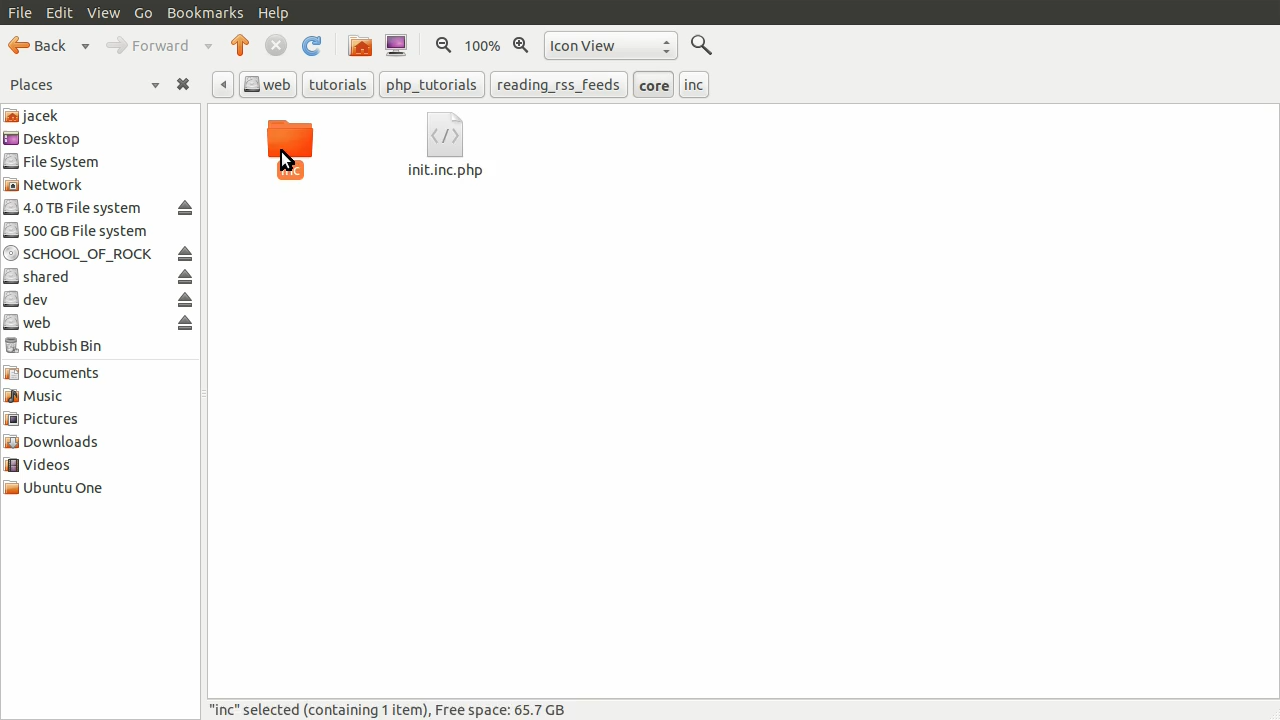 File Edit View Go Bookmarks Help
Back Forward 100% Icon View
Places web tutorials php_tutorials reading_rss_feeds core inc
jacek
Desktop
File System
Network
4.0 TB File system
500 GB File system
SCHOOL_OF_ROCK
shared
dev
web
Rubbish Bin
Documents
Music
Pictures
Downloads
Videos
Ubuntu One
inc init.inc.php
"inc" selected (containing 1 item), Free space: 65.7 GB